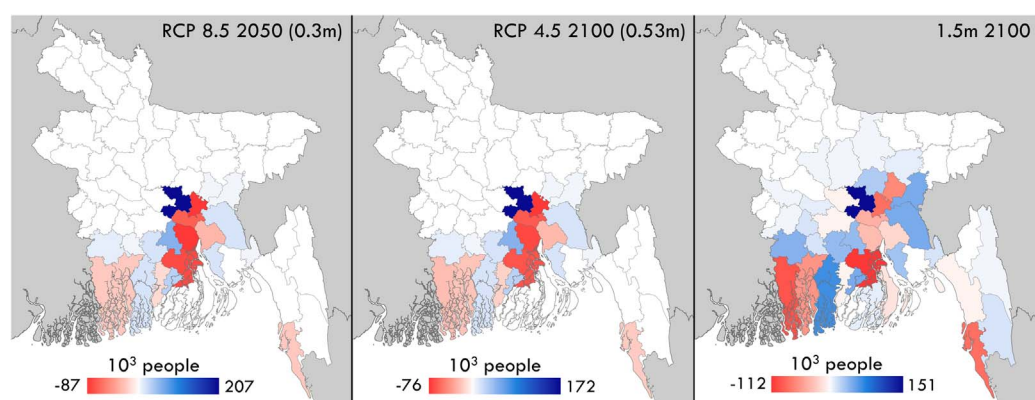 RCP 8.5 2050 (0.3m)
RCP 4.5 2100 (0.53m)
1.5m 2100
10³ people
-87 207
10³ people
-76 172
10³ people
-112 151